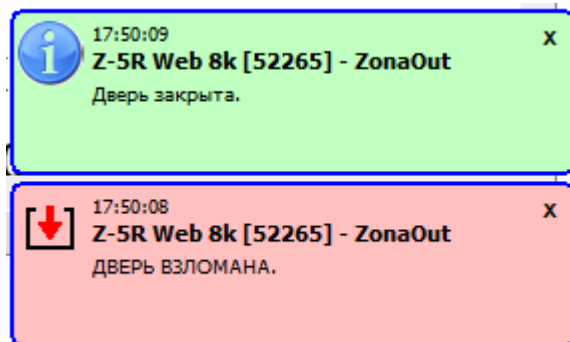 17:50:09
X
Z-5R Web 8k [52265] - ZonaOut
Дверь закрыта.
17:50:08
X
Z-5R Web 8k [52265] - ZonaOut
ДВЕРЬ ВЗЛОМАНА.